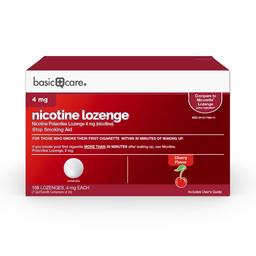 basic care®
Compare to
Nicorette®
Lozenge
4 mg
nicotine lozenge
Nicotine Polacrilex Lozenge 4 mg (nicotine)
Stop Smoking Aid
FOR THOSE WHO SMOKE THEIR FIRST CIGARETTE WITHIN 30 MINUTES OF WAKING UP.
If you smoke your first cigarette MORE THAN 30 MINUTES after waking up, use Nicotine
Polacrilex Lozenge, 2 mg.
Cherry
Flavor
168 LOZENGES, 4 mg EACH
Includes User's Guide